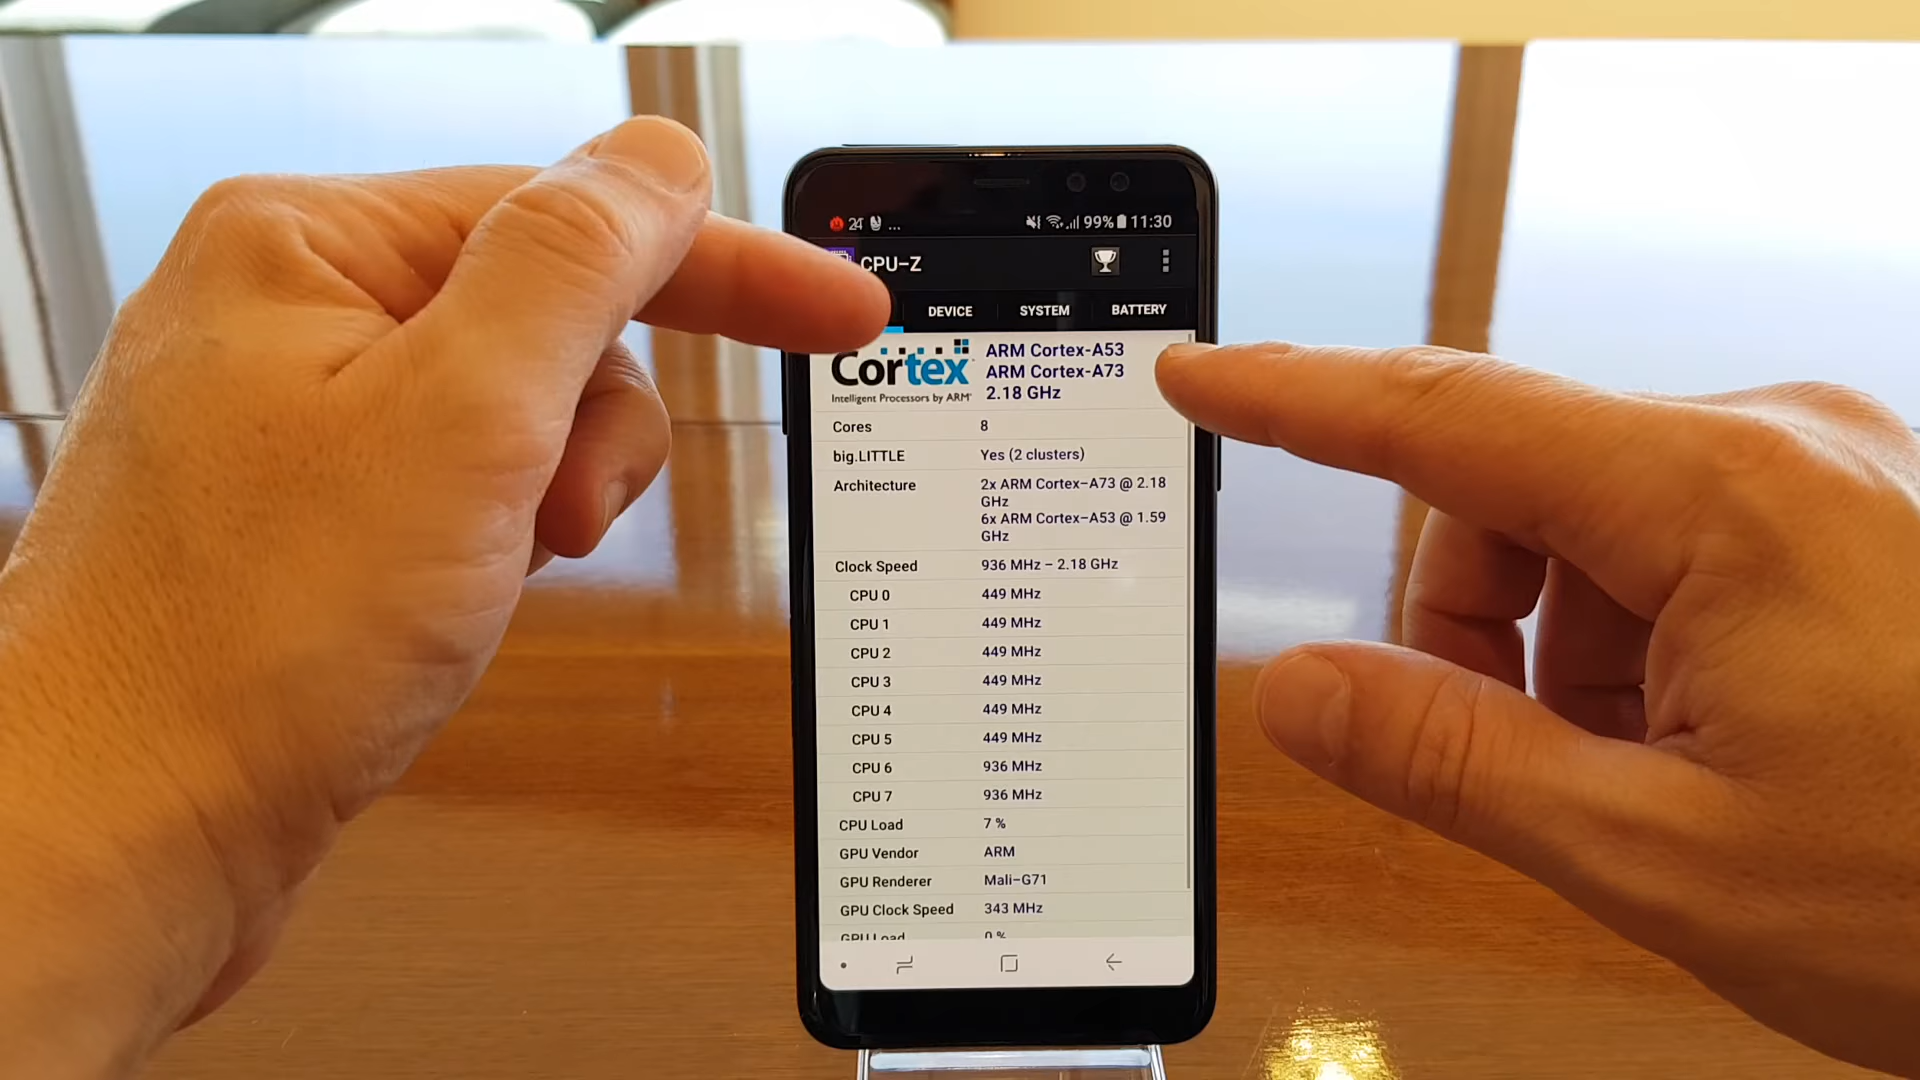 24 ... 99% 11:30
CPU-Z
DEVICE SYSTEM BATTERY
Cortex
Intelligent Processors by ARM
ARM Cortex-A53
ARM Cortex-A73
2.18 GHz
Cores 8
big.LITTLE Yes (2 clusters)
Architecture 2x ARM Cortex-A73 @ 2.18
GHz
6x ARM Cortex-A53 @ 1.59
GHz
Clock Speed 936 MHz - 2.18 GHz
CPU 0 449 MHz
CPU 1 449 MHz
CPU 2 449 MHz
CPU 3 449 MHz
CPU 4 449 MHz
CPU 5 449 MHz
CPU 6 936 MHz
CPU 7 936 MHz
CPU Load 7 %
GPU Vendor ARM
GPU Renderer Mali-G71
GPU Clock Speed 343 MHz
GPU Load 0 %